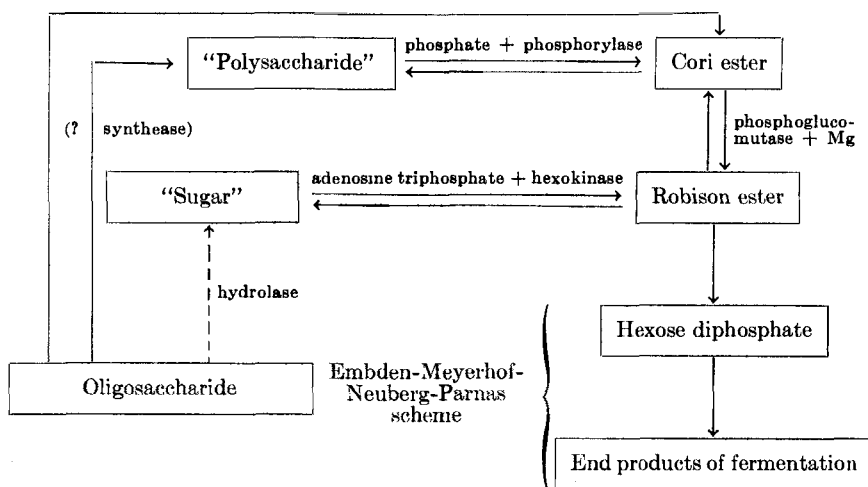 phosphate + phosphorylase
"Polysaccharide"
Cori ester
(? synthease)
phosphogluco-
mutase + Mg
adenosine triphosphate + hexokinase
"Sugar"
Robison ester
hydrolase
Hexose diphosphate
Oligosaccharide
Embden-Meyerhof-
Neuberg-Parnas
scheme
End products of fermentation